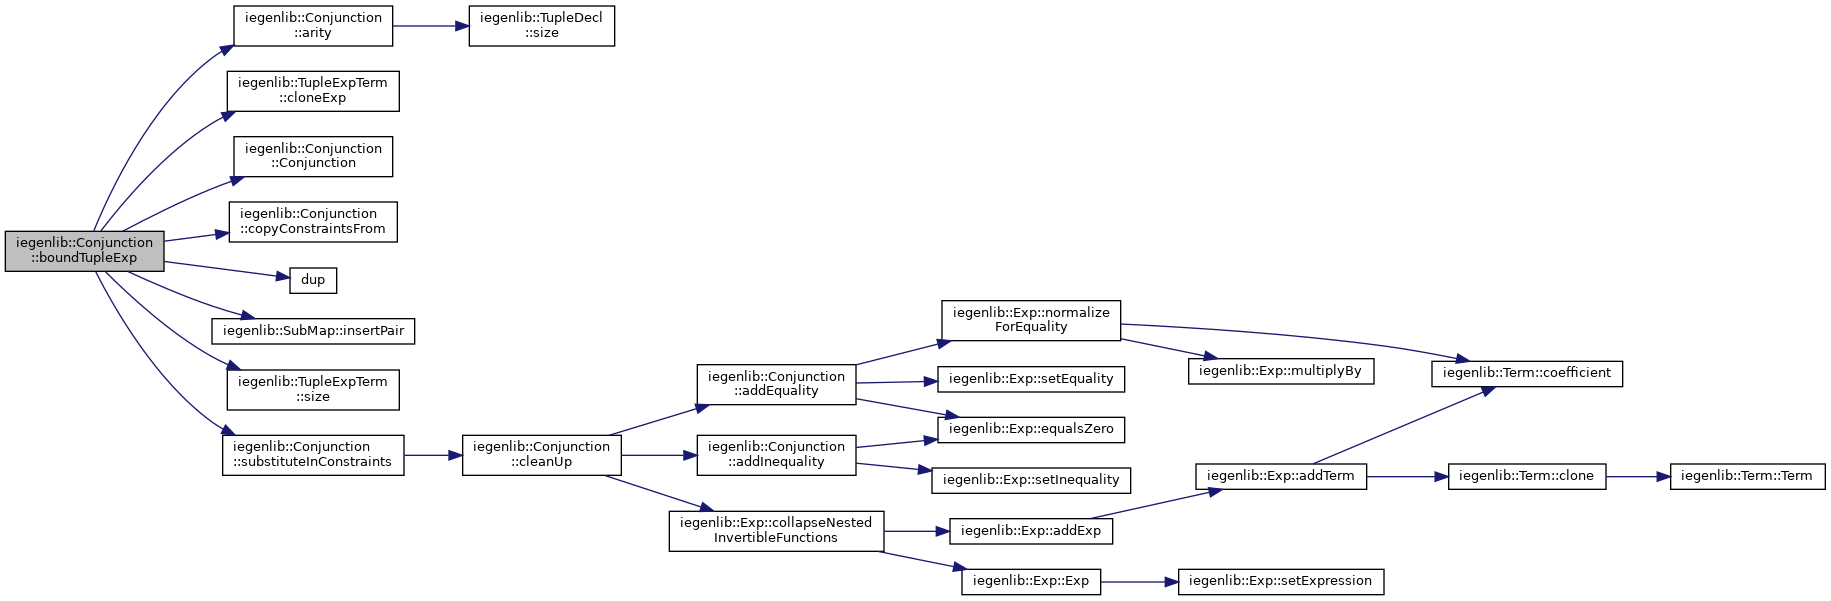 iegenlib::Conjunction
::boundTupleExp
iegenlib::Conjunction
::arity
iegenlib::TupleDecl
::size
iegenlib::TupleExpTerm
::cloneExp
iegenlib::Conjunction
::Conjunction
iegenlib::Conjunction
::copyConstraintsFrom
dup
iegenlib::SubMap::insertPair
iegenlib::TupleExpTerm
::size
iegenlib::Conjunction
::substituteInConstraints
iegenlib::Conjunction
::cleanUp
iegenlib::Conjunction
::addEquality
iegenlib::Conjunction
::addInequality
iegenlib::Exp::collapseNested
InvertibleFunctions
iegenlib::Exp::normalize
ForEquality
iegenlib::Exp::setEquality
iegenlib::Exp::equalsZero
iegenlib::Exp::setInequality
iegenlib::Exp::addExp
iegenlib::Exp::Exp
iegenlib::Exp::multiplyBy
iegenlib::Exp::addTerm
iegenlib::Exp::setExpression
iegenlib::Term::coefficient
iegenlib::Term::clone
iegenlib::Term::Term